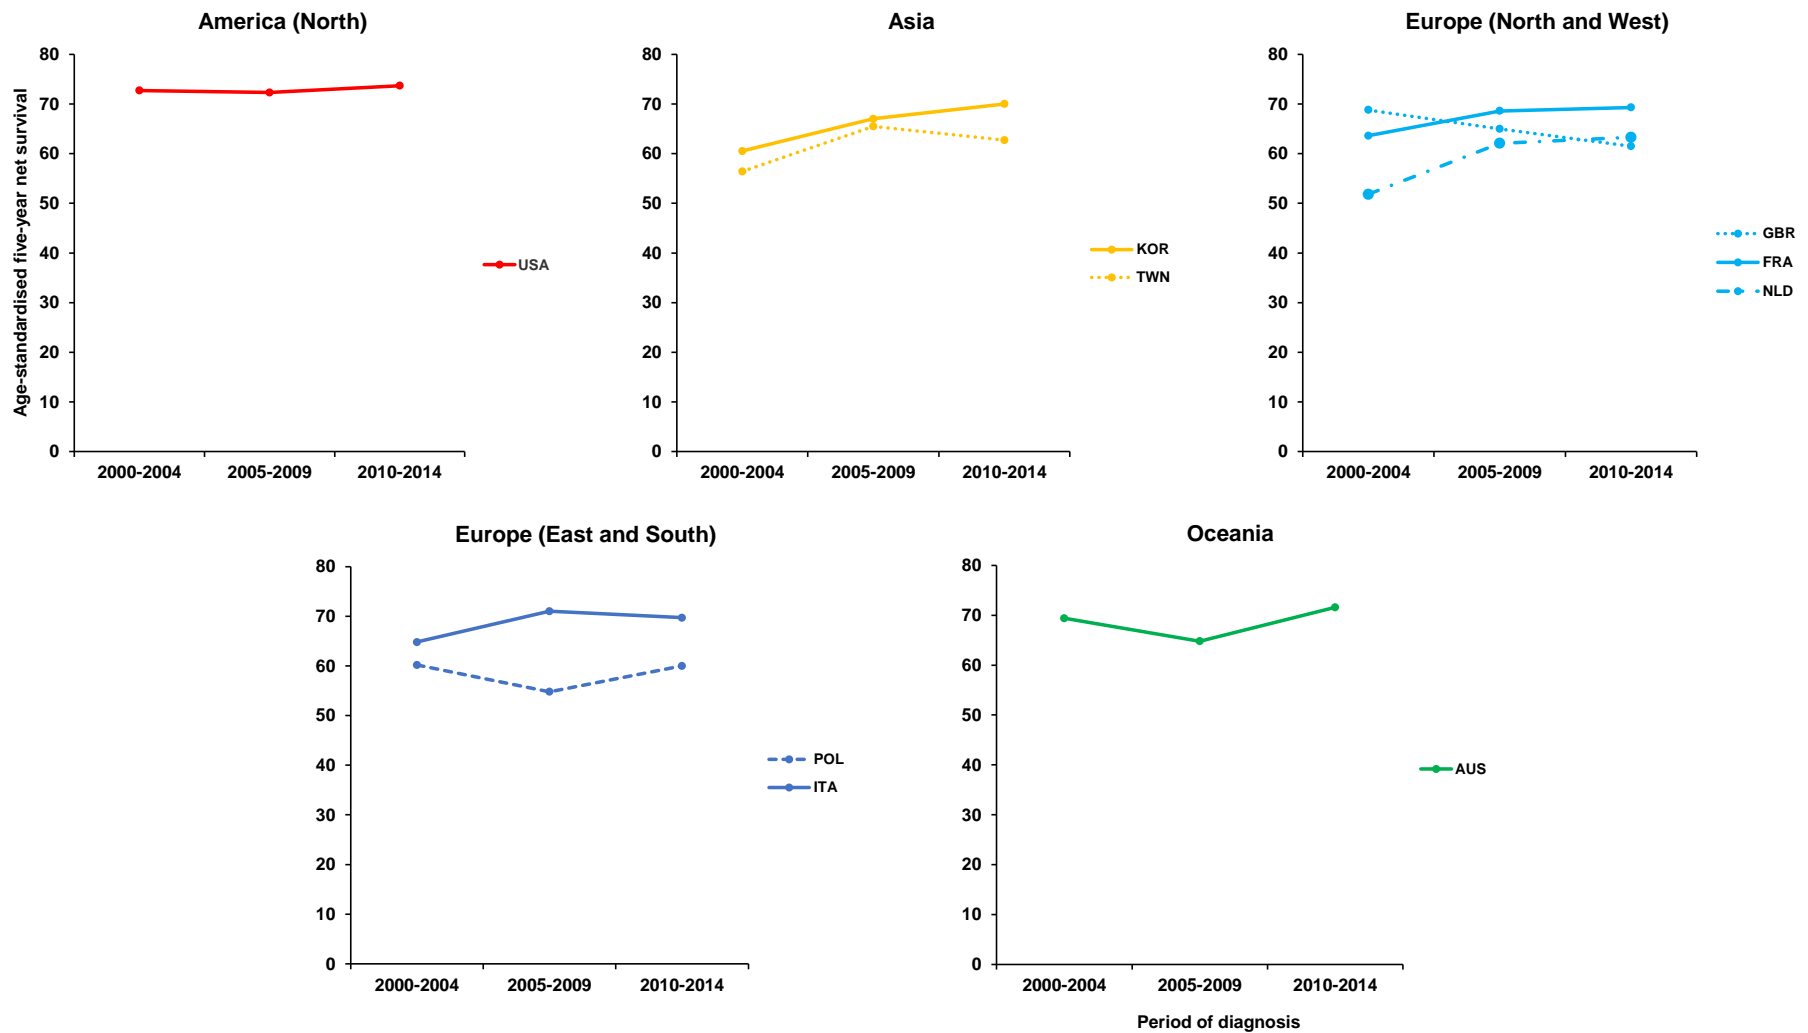 America (North)
Asia
Europe (North and West)
Age-standardised five-year net survival
80
70
60
50
40
30
20
10
0
2000-2004 2005-2009 2010-2014
USA
80
70
60
50
40
30
20
10
0
2000-2004 2005-2009 2010-2014
KOR
TWN
80
70
60
50
40
30
20
10
0
2000-2004 2005-2009 2010-2014
GBR
FRA
NLD
Europe (East and South)
80
70
60
50
40
30
20
10
0
2000-2004 2005-2009 2010-2014
POL
ITA
Oceania
80
70
60
50
40
30
20
10
0
2000-2004 2005-2009 2010-2014
AUS
Period of diagnosis